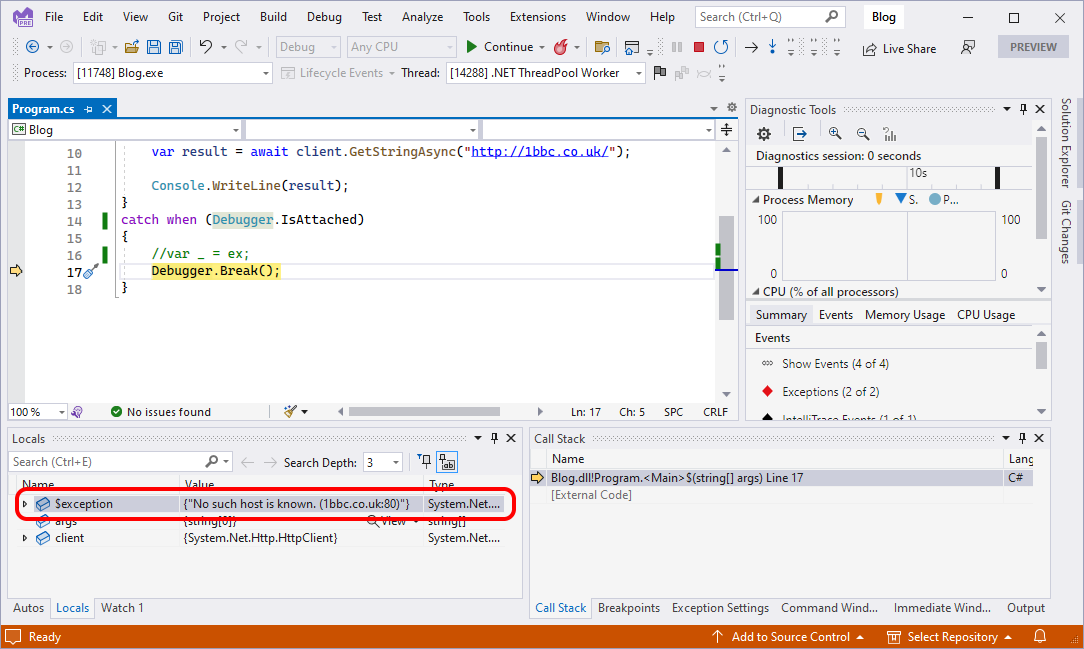 PRE File Edit View Git Project Build Debug Test Analyze Tools Extensions Window Help Search (Ctrl+Q) Blog
Debug Any CPU Continue Live Share PREVIEW
Process: [11748] Blog.exe Lifecycle Events Thread: [14288] .NET ThreadPool Worker
Program.cs
C# Blog
10 var result = await client.GetStringAsync("http://1bbc.co.uk/");
11
12 Console.WriteLine(result);
13 }
14 catch when (Debugger.IsAttached)
15 {
16 //var _ = ex;
17 Debugger.Break();
18 }
100 % No issues found Ln: 17 Ch: 5 SPC CRLF
Diagnostic Tools
Diagnostics session: 0 seconds
10s
Process Memory S. P...
100 100
0 0
CPU (% of all processors)
Summary Events Memory Usage CPU Usage
Events
Show Events (4 of 4)
Exceptions (2 of 2)
IntelliTrace Events (1 of 1)
Solution Explorer
Git Changes
Locals
Search (Ctrl+E) Search Depth: 3
Name Value Type
$exception {"No such host is known. (1bbc.co.uk:80)"} System.Net....
args {string[0]} View string[]
client {System.Net.Http.HttpClient} System.Net....
Autos Locals Watch 1
Call Stack
Name Lang
Blog.dll!Program.<Main>$(string[] args) Line 17 C#
[External Code]
Call Stack Breakpoints Exception Settings Command Win... Immediate Wind... Output
Ready Add to Source Control Select Repository